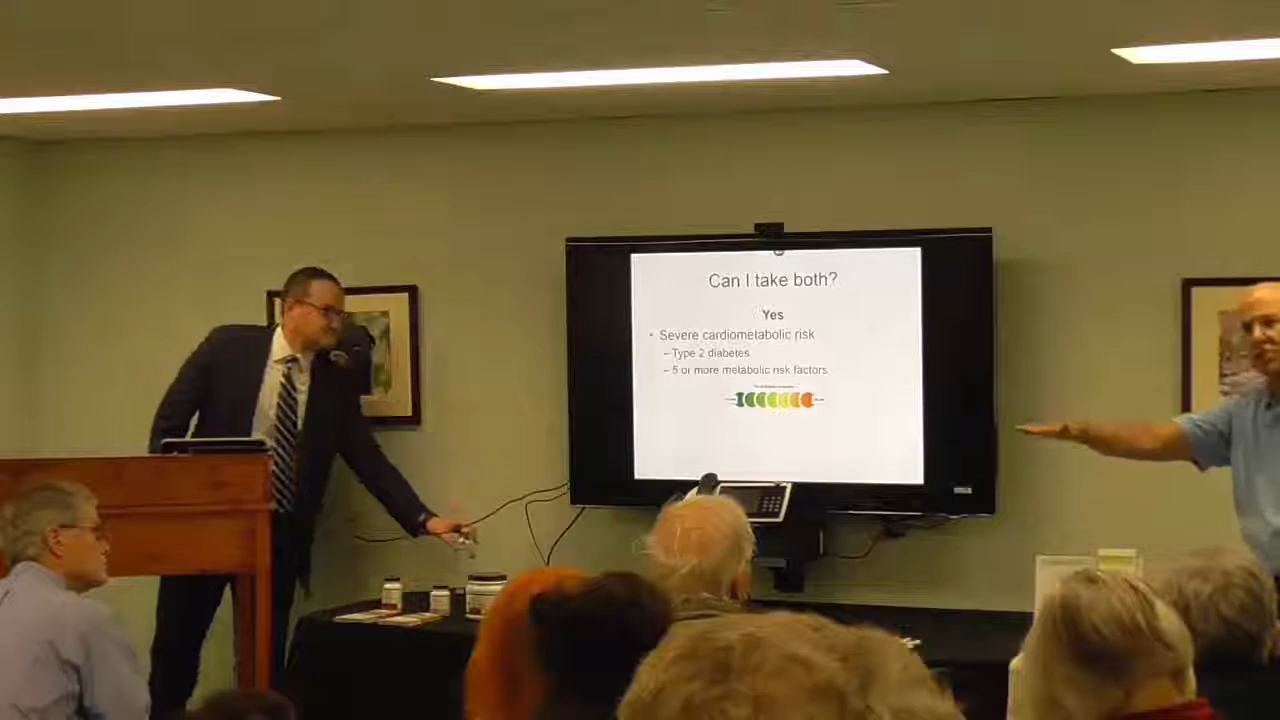 Can I take both?
Yes
• Severe cardiometabolic risk
– Type 2 diabetes
– 5 or more metabolic risk factors